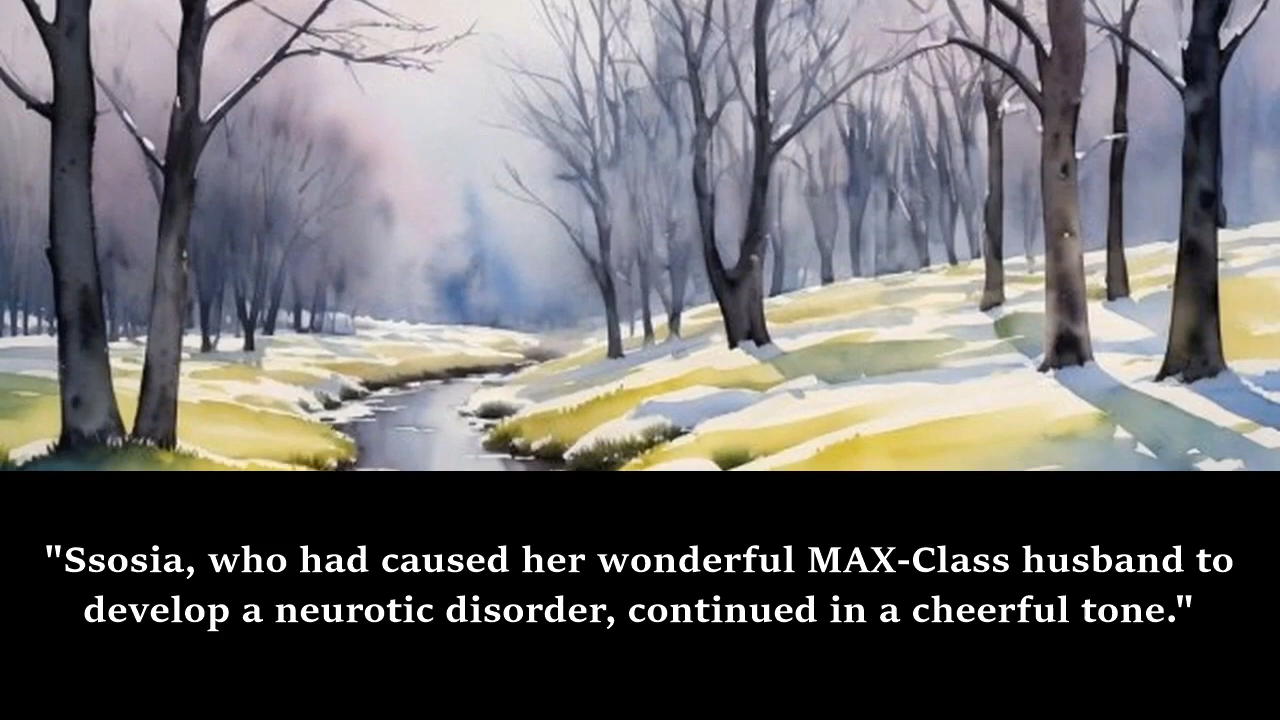 "Ssosia, who had caused her wonderful MAX-Class husband to
develop a neurotic disorder, continued in a cheerful tone."